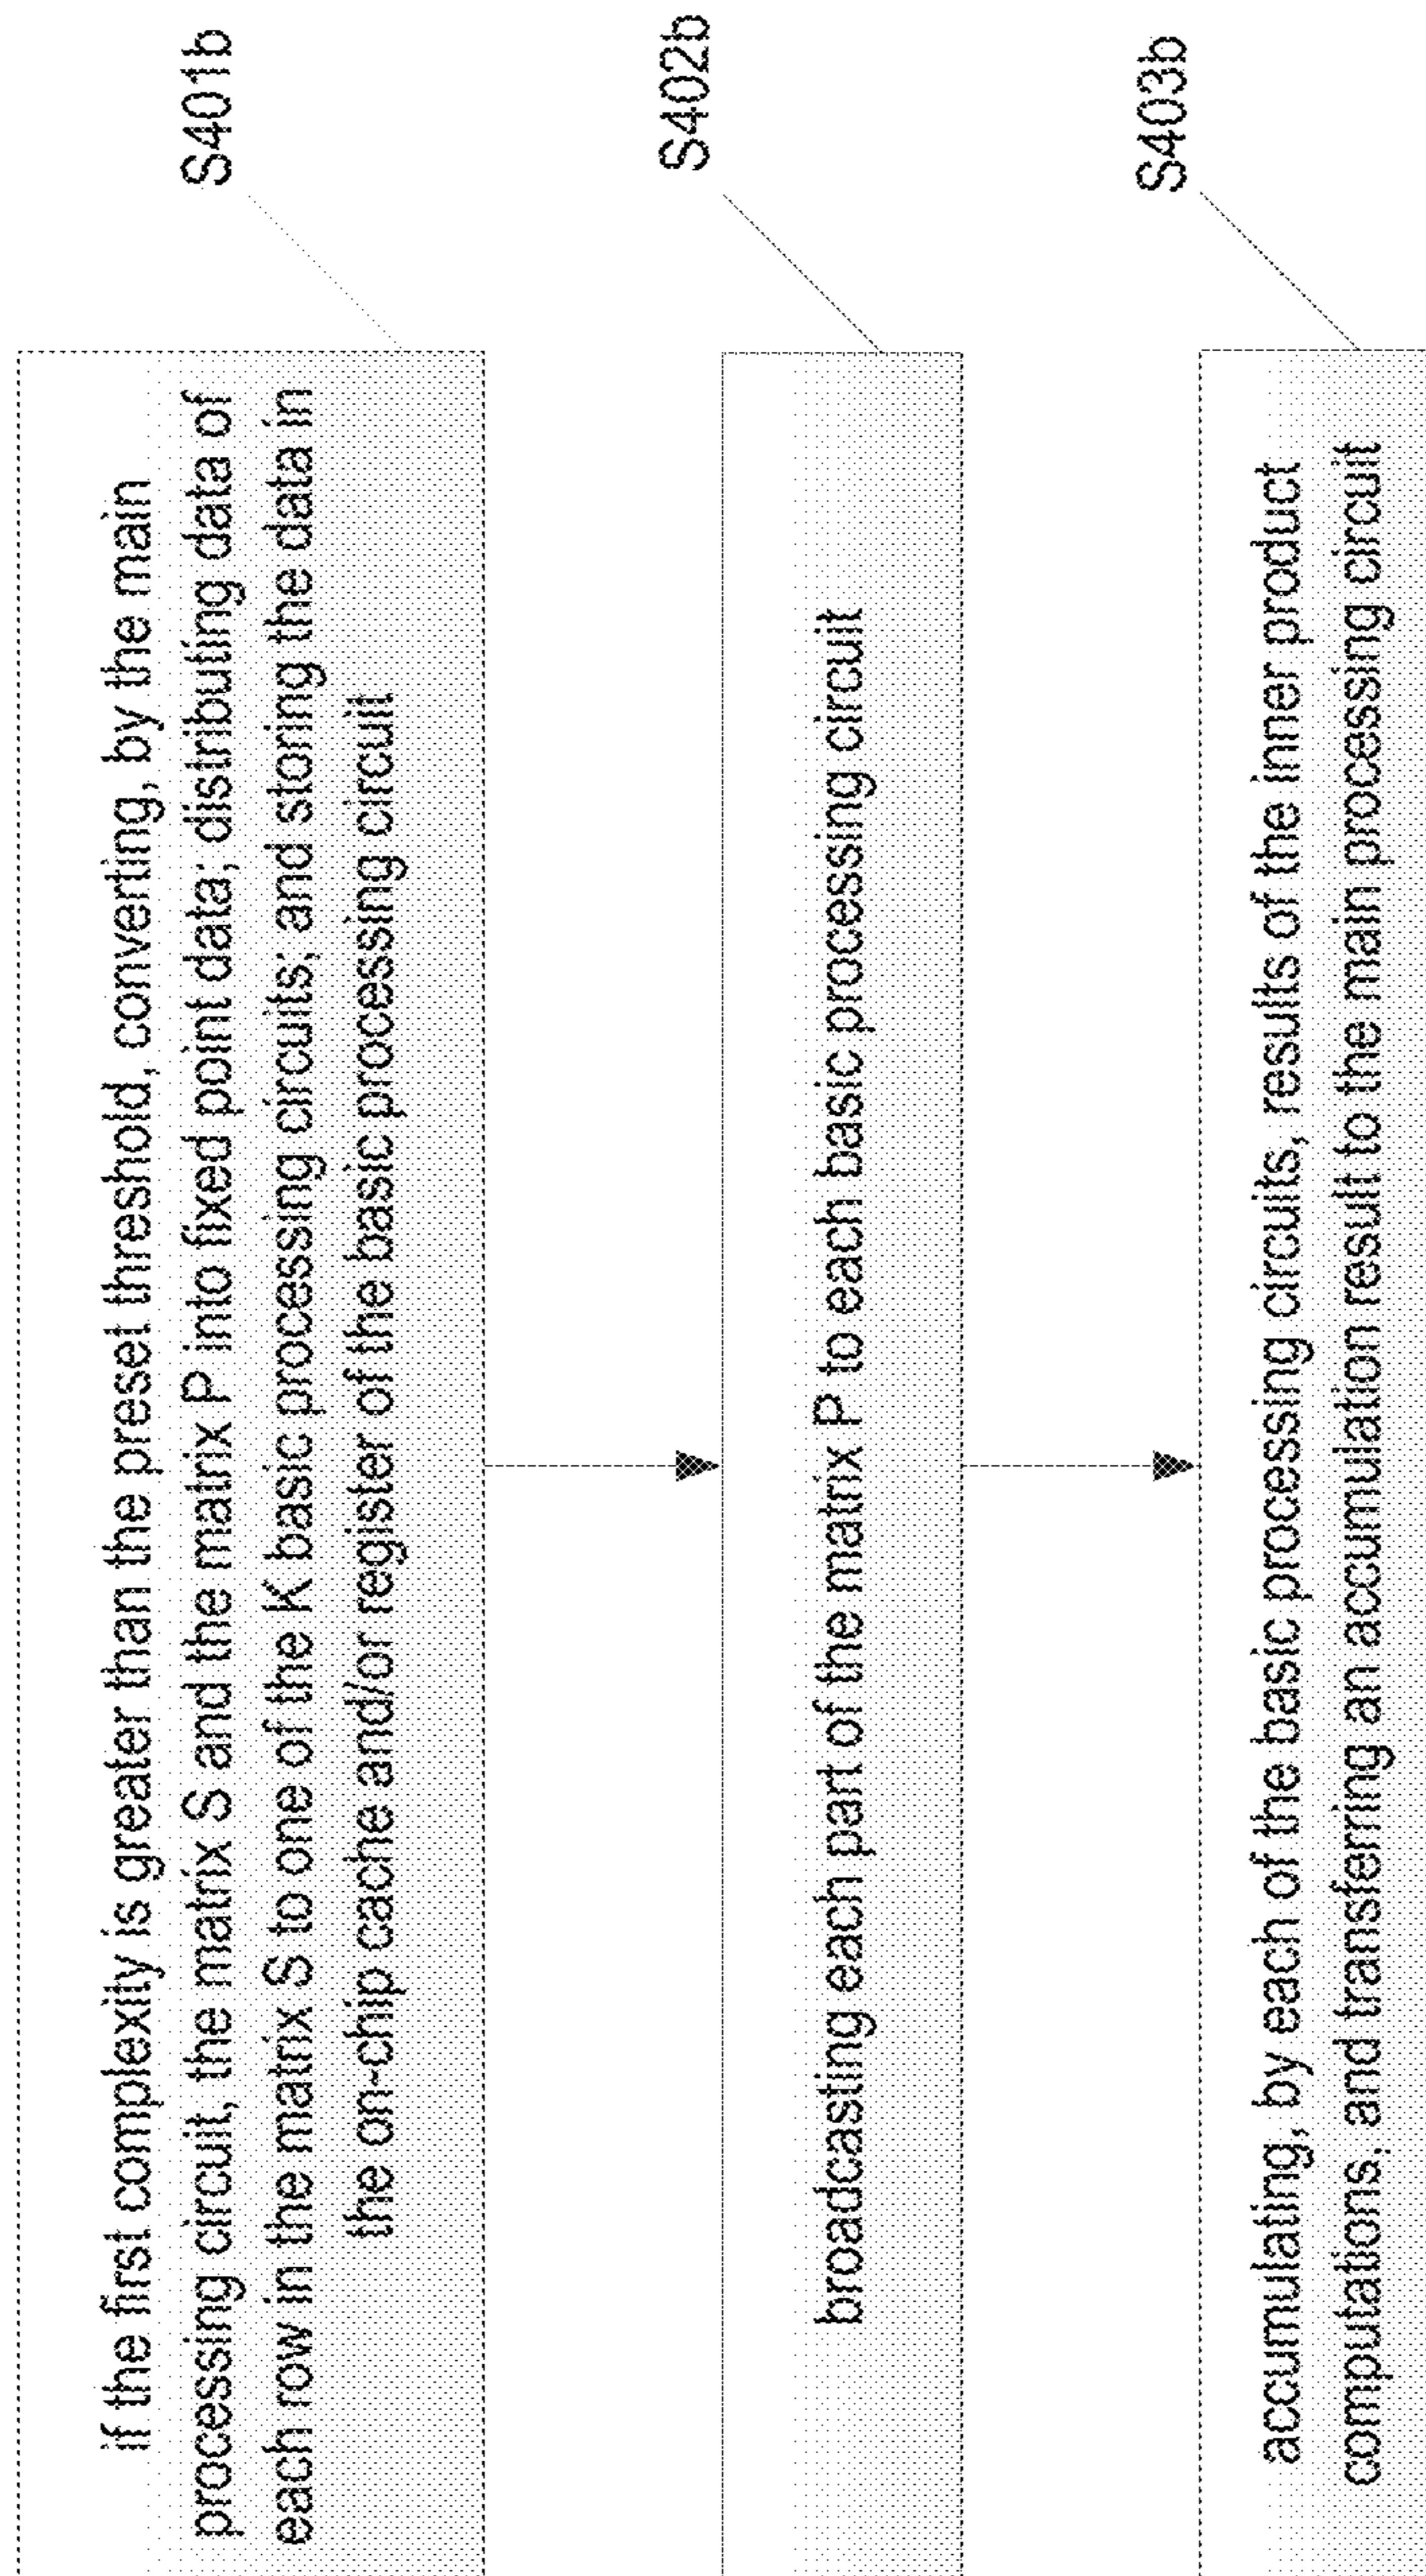 if the first complexity is greater than the preset threshold, converting, by the main
processing circuit, the matrix S and the matrix P into fixed point data; distributing data of
each row in the matrix S to one of the K basic processing circuits; and storing the data in
the on-chip cache and/or register of the basic processing circuit
S401b
broadcasting each part of the matrix P to each basic processing circuit
S402b
accumulating, by each of the basic processing circuits, results of the inner product
computations, and transferring an accumulation result to the main processing circuit
S403b